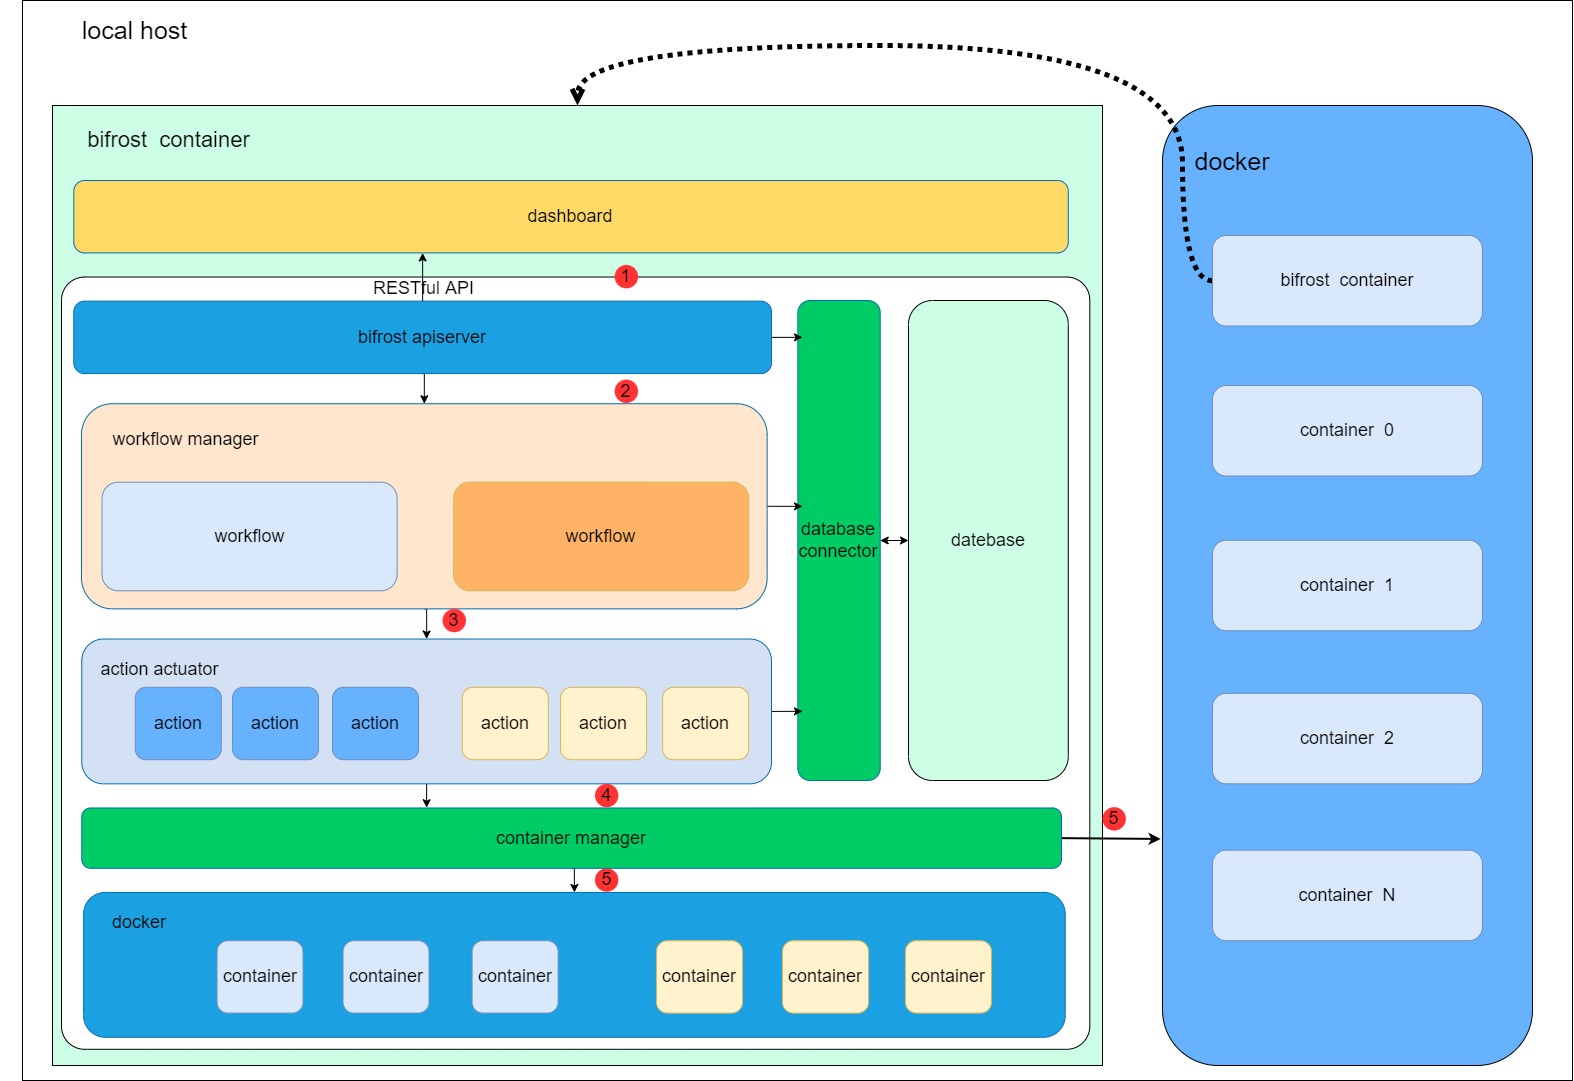 local host
bifrost  container
dashboard
1
RESTful API
bifrost apiserver
2
workflow manager
workflow
workflow
3
action actuator
action
action
action
action
action
action
database
connector
datebase
4
container manager
5
5
docker
container
container
container
container
container
container
docker
bifrost  container
container  0
container  1
container  2
container  N